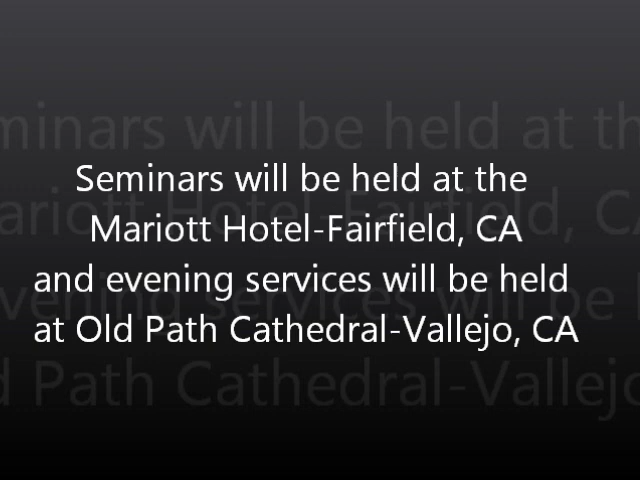 Seminars will be held at the
Mariott Hotel-Fairfield, CA
and evening services will be held
at Old Path Cathedral-Vallejo, CA